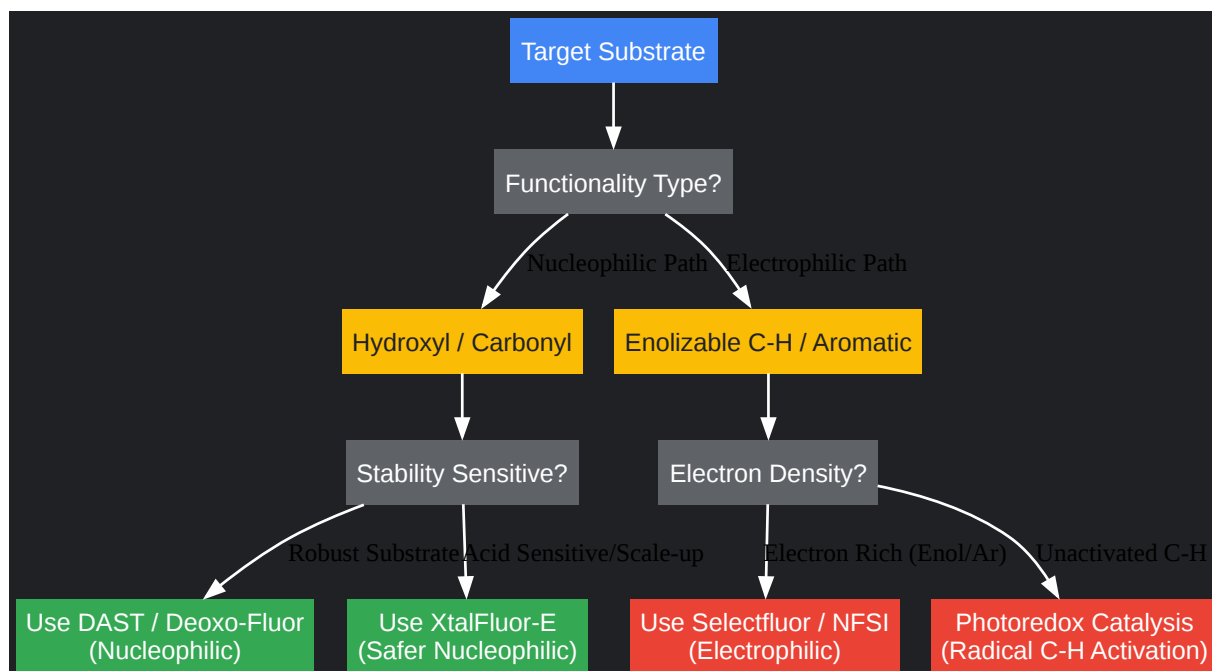 Target Substrate
Functionality Type?
Nucleophilic Path
Electrophilic Path
Hydroxyl / Carbonyl
Enolizable C-H / Aromatic
Stability Sensitive?
Electron Density?
Robust Substrate
Acid Sensitive/Scale-up
Electron Rich (Enol/Ar)
Unactivated C-H
Use DAST / Deoxo-Fluor
(Nucleophilic)
Use XtalFluor-E
(Safer Nucleophilic)
Use Selectfluor / NFSI
(Electrophilic)
Photoredox Catalysis
(Radical C-H Activation)